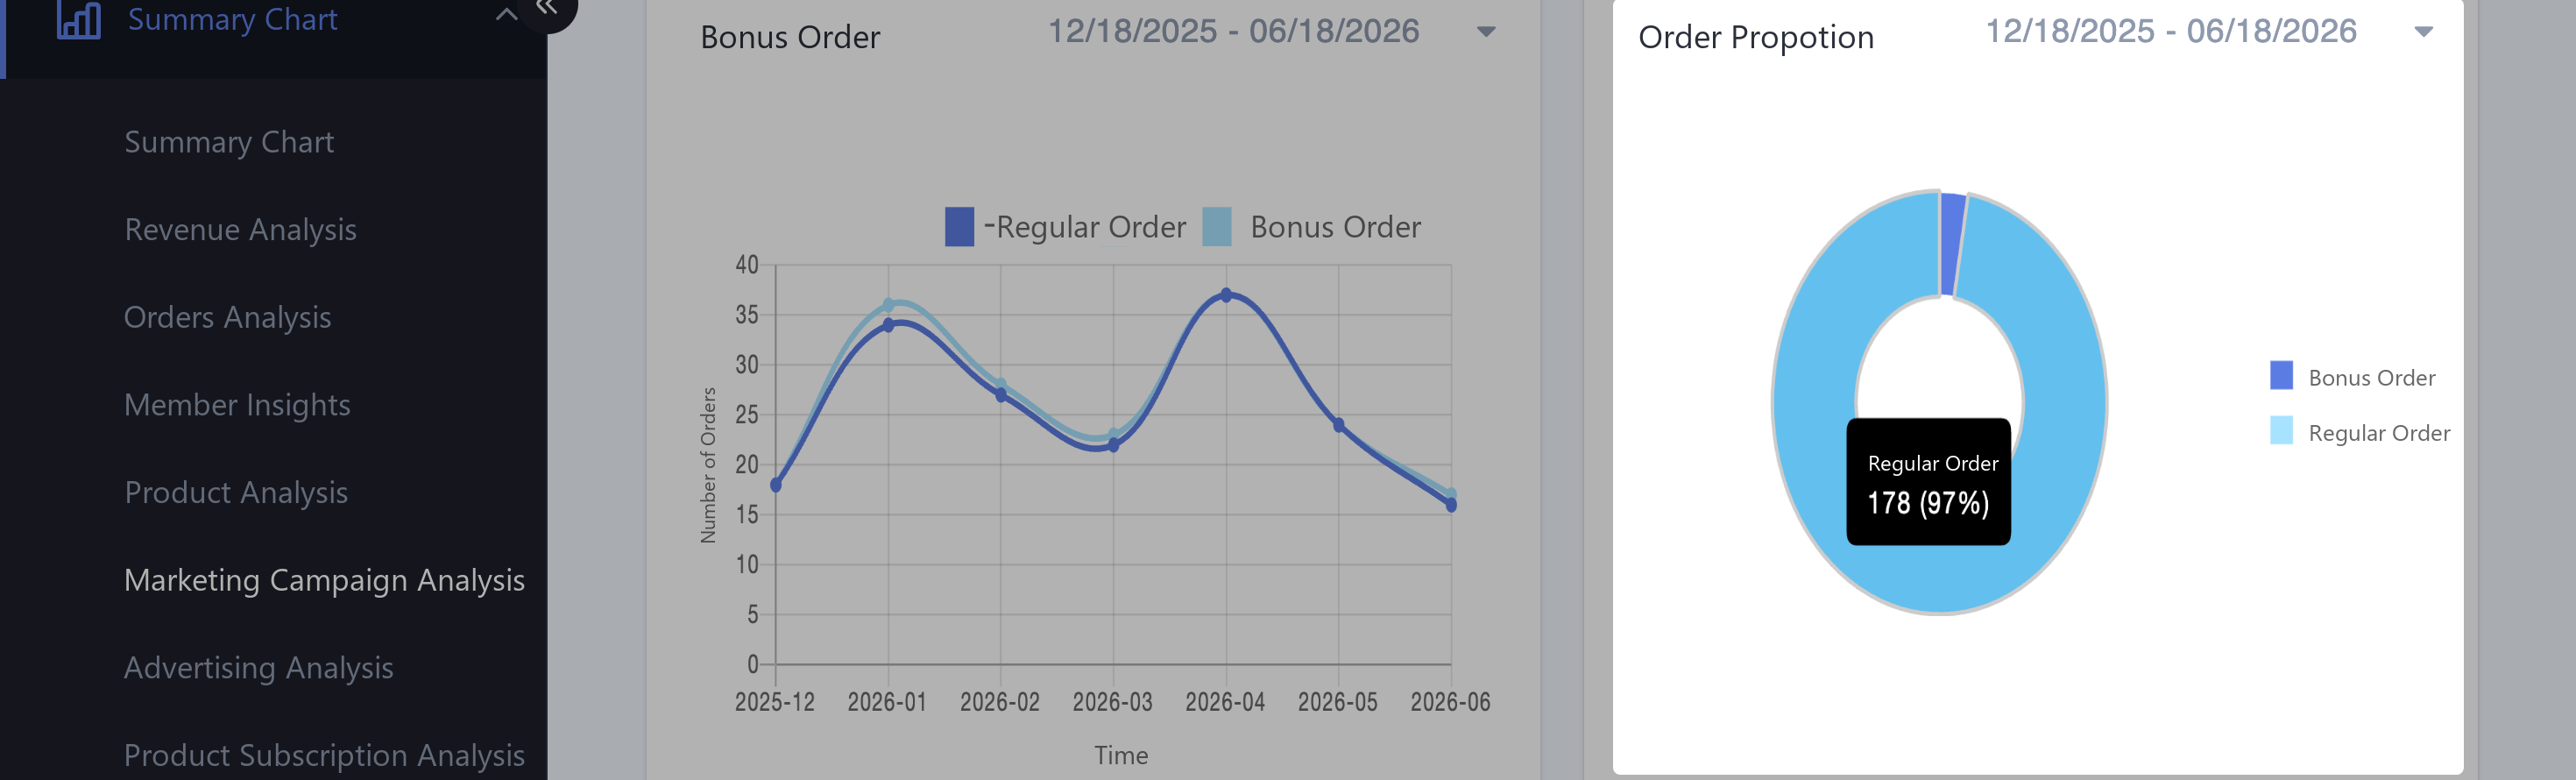 Summary Chart
Summary Chart
Revenue Analysis
Orders Analysis
Member Insights
Product Analysis
Marketing Campaign Analysis
Advertising Analysis
Product Subscription Analysis
Bonus Order
12/18/2025 - 06/18/2026
-Regular Order
Bonus Order
Number of Orders
40
35
30
25
20
15
10
5
0
2025-12 2026-01 2026-02 2026-03 2026-04 2026-05 2026-06
Time
Order Propotion
12/18/2025 - 06/18/2026
Regular Order
178 (97%)
Bonus Order
Regular Order